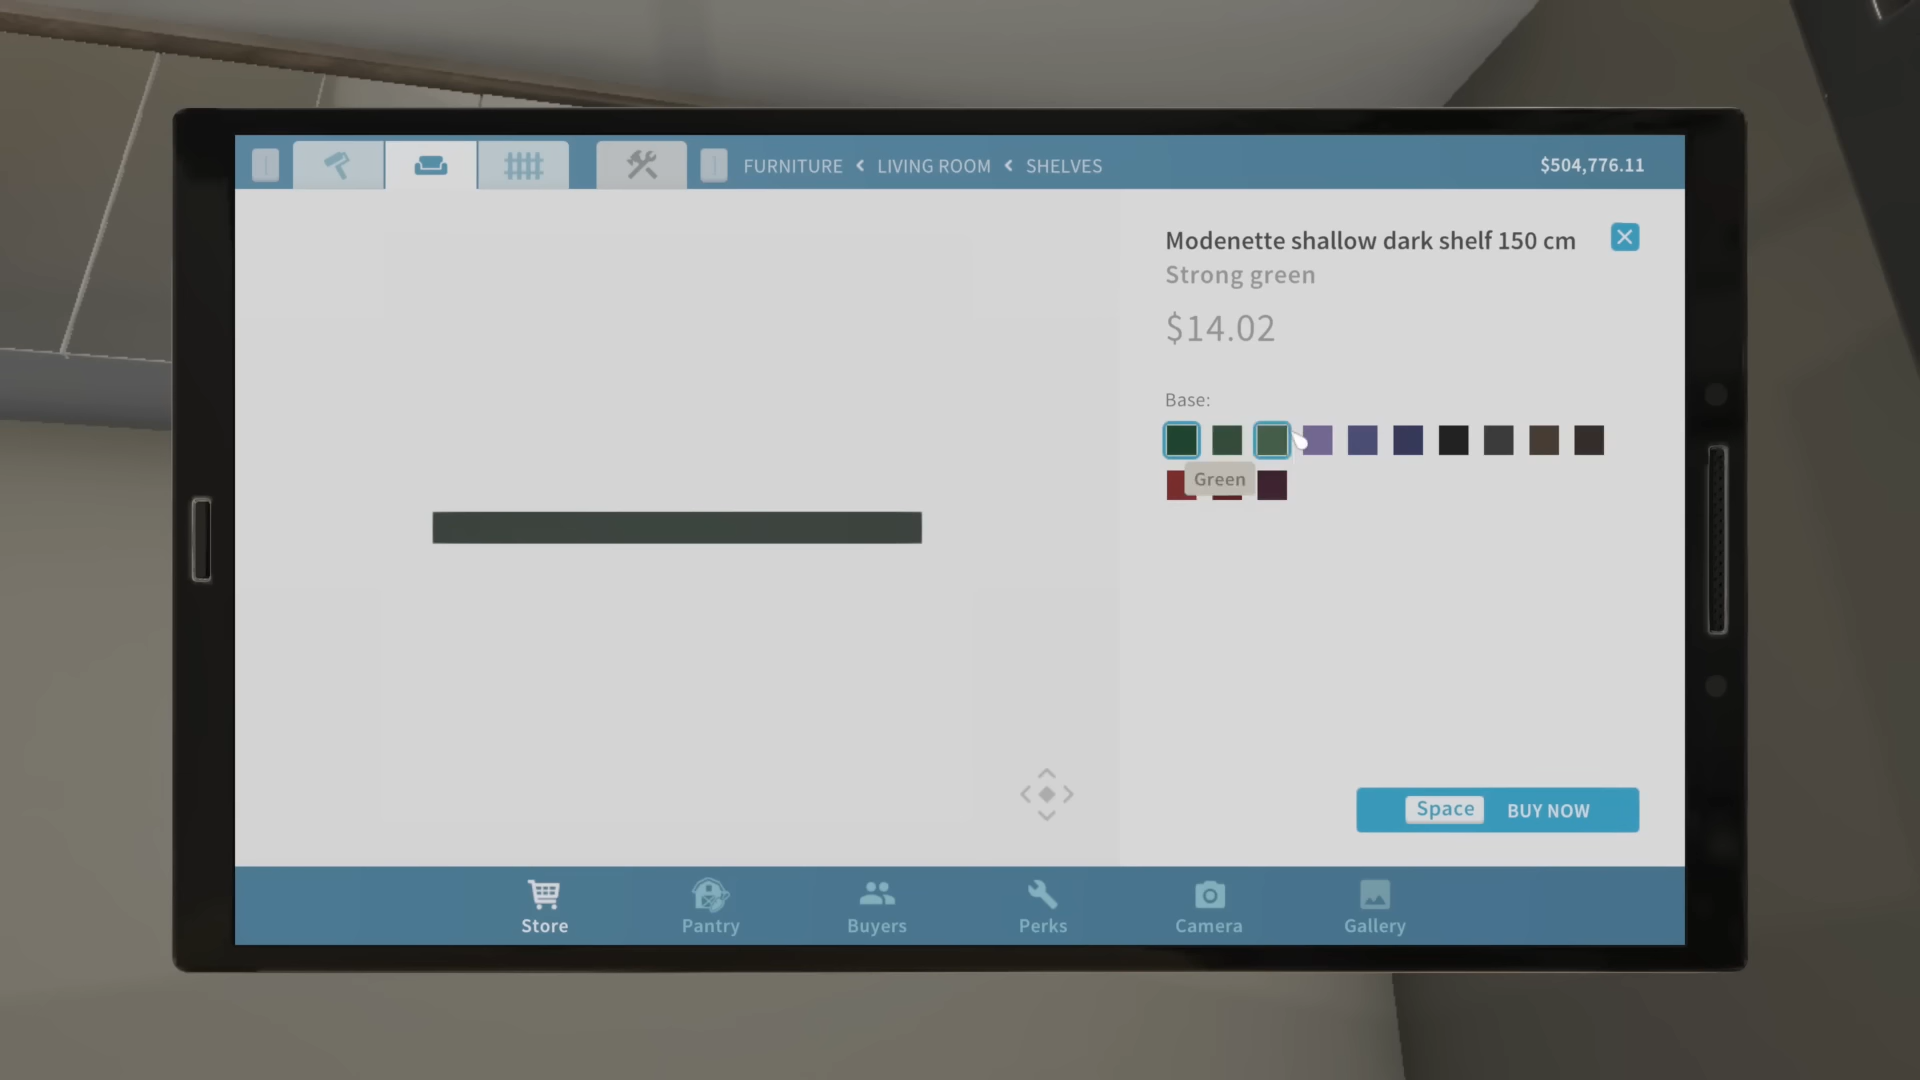 FURNITURE < LIVING ROOM < SHELVES
$504,776.11
Modenette shallow dark shelf 150 cm
Strong green
$14.02
Base:
Green
Space BUY NOW
Store Pantry Buyers Perks Camera Gallery